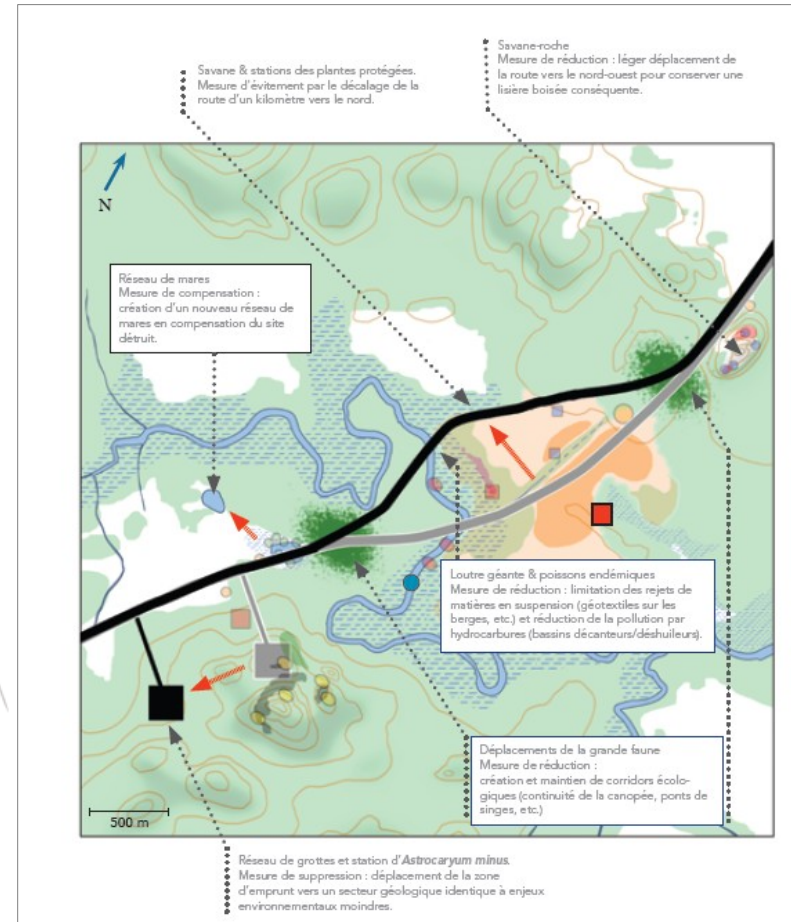 Savane & stations des plantes protégées.
Mesure d'évitement par le décalage de la
route d'un kilomètre vers le nord.
Savane-roche
Mesure de réduction : léger déplacement de
la route vers le nord-ouest pour conserver une
lisière boisée conséquente.
N
Réseau de mares
Mesure de compensation :
création d'un nouveau réseau de
mares en compensation du site
détruit.
Loutre géante & poissons endémiques
Mesure de réduction : limitation des rejets de
matières en suspension (géotextiles sur les
berges, etc.) et réduction de la pollution par
hydrocarbures (bassins décanteurs/déshuileurs).
Déplacements de la grande faune
Mesure de réduction :
création et maintien de corridors écolo-
giques (continuité de la canopée, ponts de
singes, etc.)
500 m
Réseau de grottes et station d'Astrocaryum minus.
Mesure de suppression : déplacement de la zone
d'emprunt vers un secteur géologique identique à enjeux
environnementaux moindres.